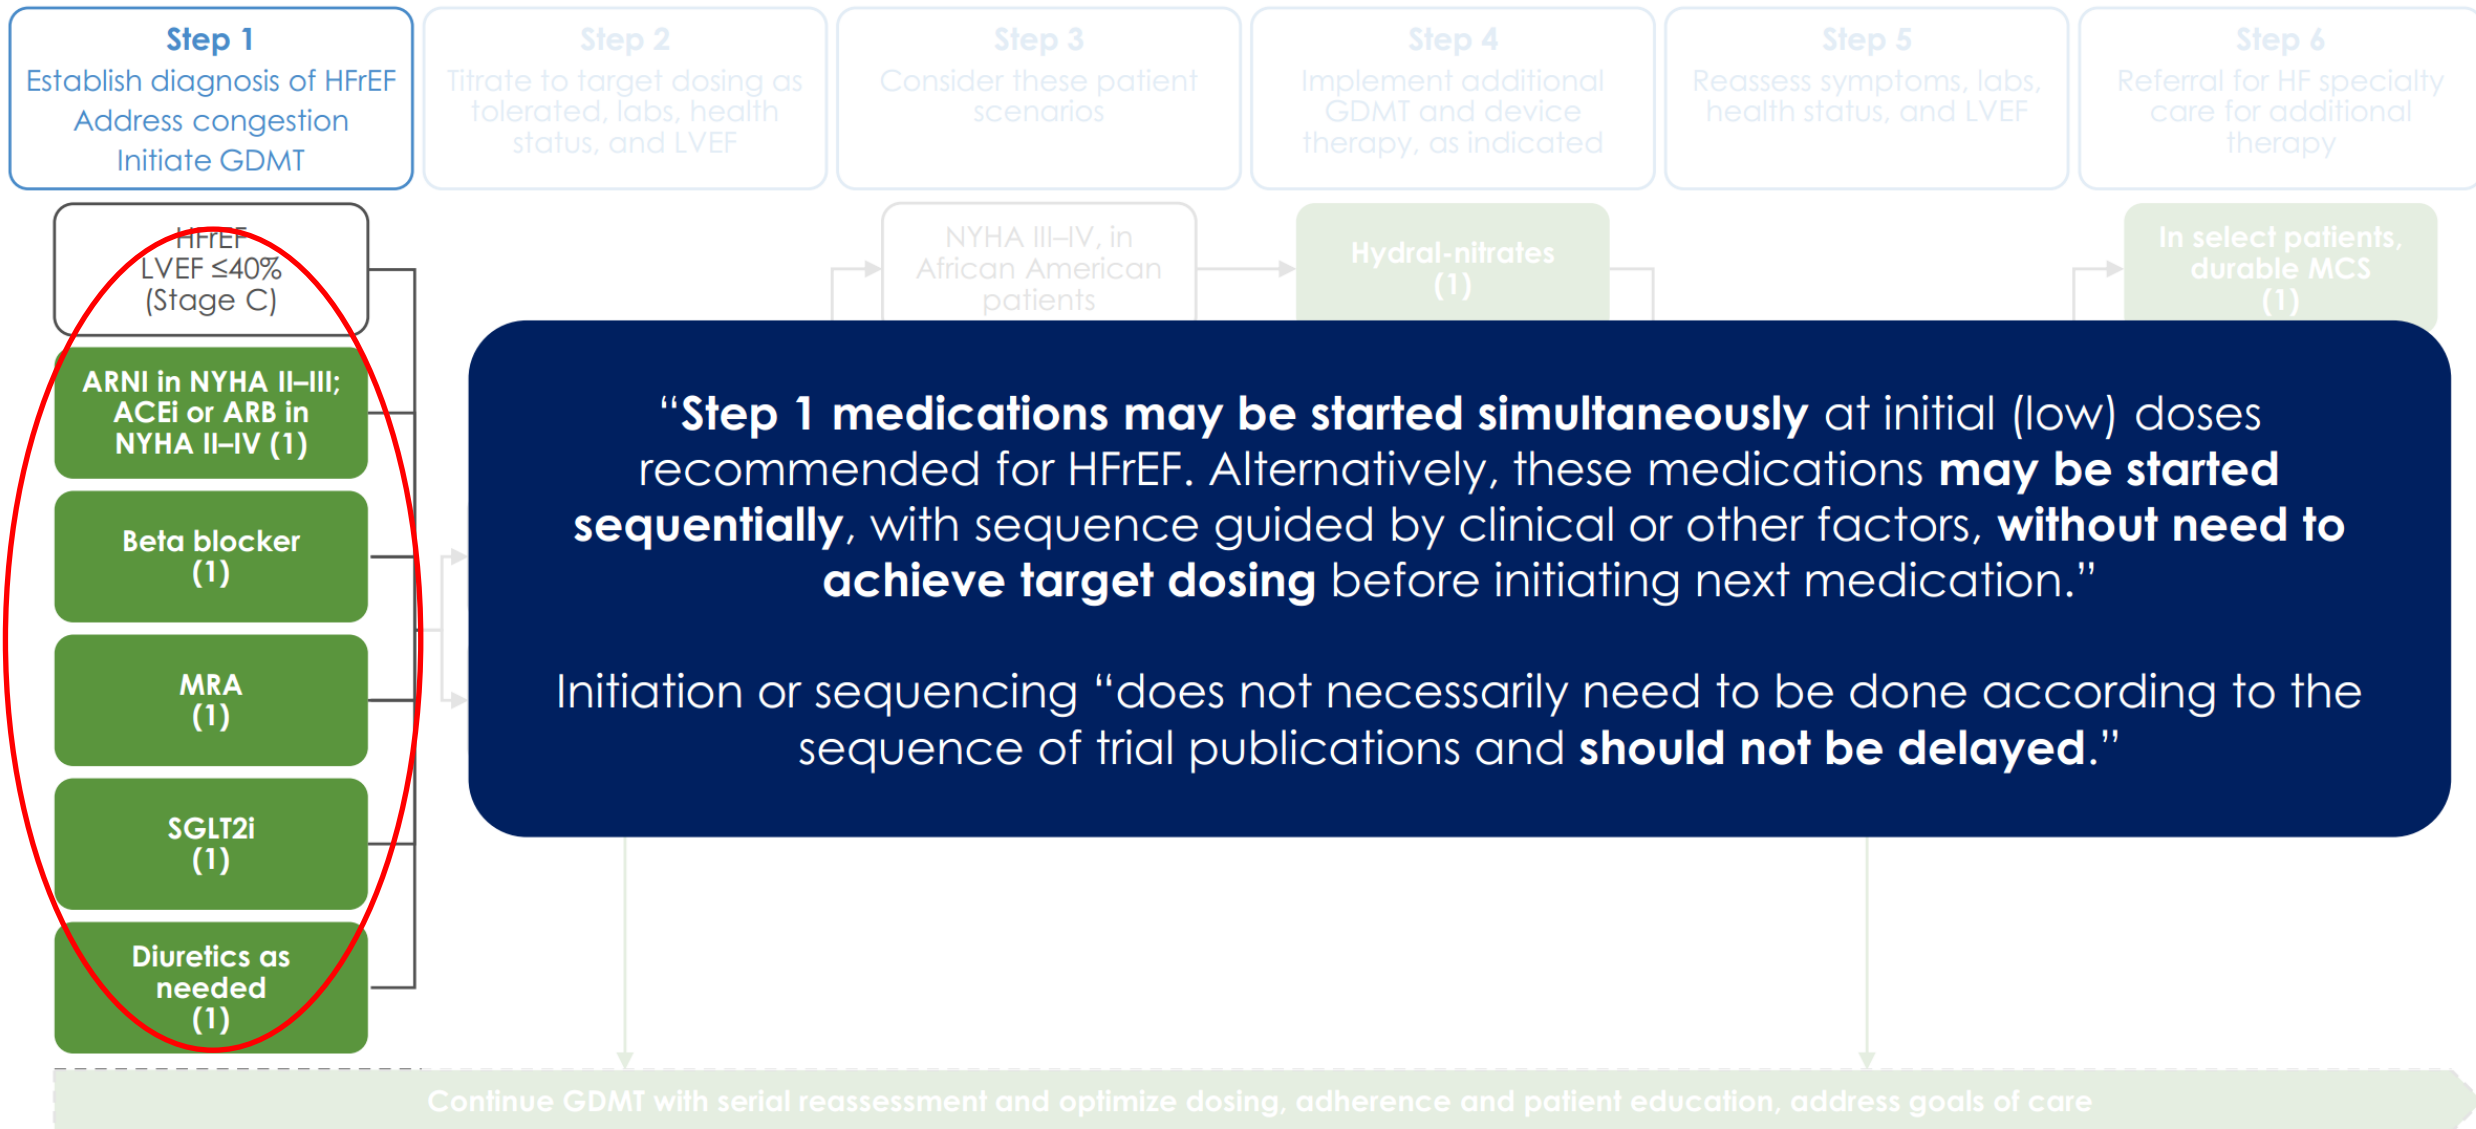 Step 1
Establish diagnosis of HFrEF
Address congestion
Initiate GDMT
Step 2
Titrate to target dosing as
tolerated, labs, health
status, and LVEF
Step 3
Consider these patient
scenarios
Step 4
Implement additional
GDMT and device
therapy, as indicated
Step 5
Reassess symptoms, labs,
health status, and LVEF
Step 6
Referral for HF specialty
care for additional
therapy
HFrEF
LVEF ≤40%
(Stage C)
ARNI in NYHA II–III;
ACEi or ARB in
NYHA II–IV (1)
Beta blocker
(1)
MRA
(1)
SGLT2i
(1)
Diuretics as
needed
(1)
NYHA III–IV, in
African American
patients
Hydral-nitrates
(1)
In select patients,
durable MCS
(1)
“Step 1 medications may be started simultaneously at initial (low) doses
recommended for HFrEF. Alternatively, these medications may be started
sequentially, with sequence guided by clinical or other factors, without need to
achieve target dosing before initiating next medication.”
Initiation or sequencing “does not necessarily need to be done according to the
sequence of trial publications and should not be delayed.”
Continue GDMT with serial reassessment and optimize dosing, adherence and patient education, address goals of care